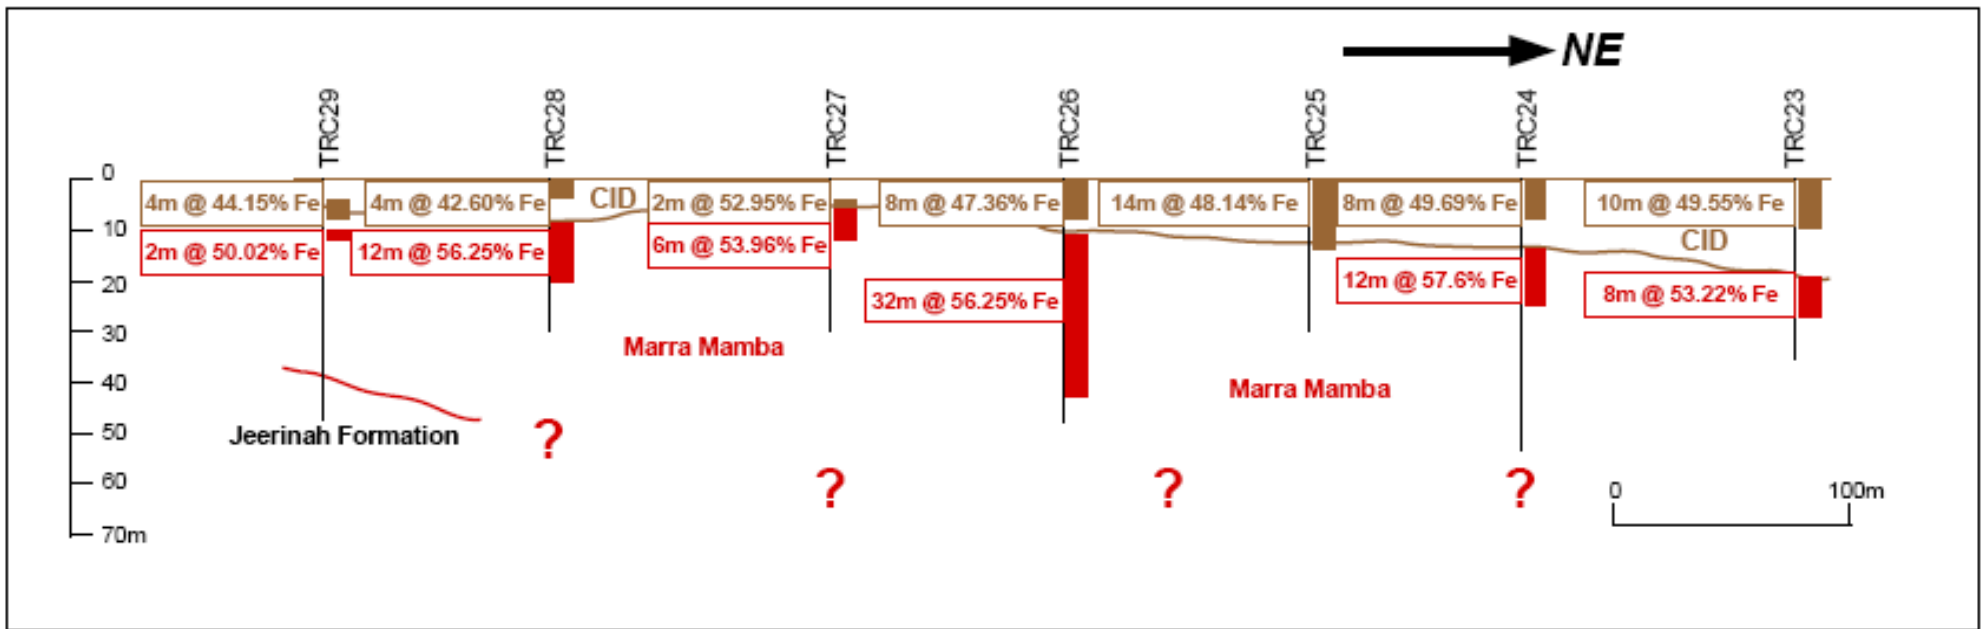 NE
TRC29
TRC28
TRC27
TRC26
TRC25
TRC24
TRC23
0
10
20
30
40
50
60
70m
4m @ 44.15% Fe
4m @ 42.60% Fe
CID
2m @ 52.95% Fe
8m @ 47.36% Fe
14m @ 48.14% Fe
8m @ 49.69% Fe
10m @ 49.55% Fe
CID
2m @ 50.02% Fe
12m @ 56.25% Fe
6m @ 53.96% Fe
32m @ 56.25% Fe
12m @ 57.6% Fe
8m @ 53.22% Fe
Marra Mamba
Marra Mamba
Jeerinah Formation
?
?
?
?
0
100m